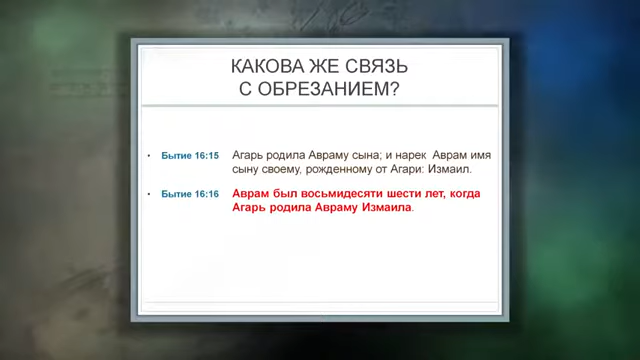 КАКОВА ЖЕ СВЯЗЬ
С ОБРЕЗАНИЕМ?
• Бытие 16:15 Агарь родила Авраму сына; и нарек Аврам имя
сыну своему, рожденному от Агари: Измаил.
• Бытие 16:16 Аврам был восьмидесяти шести лет, когда
Агарь родила Авраму Измаила.